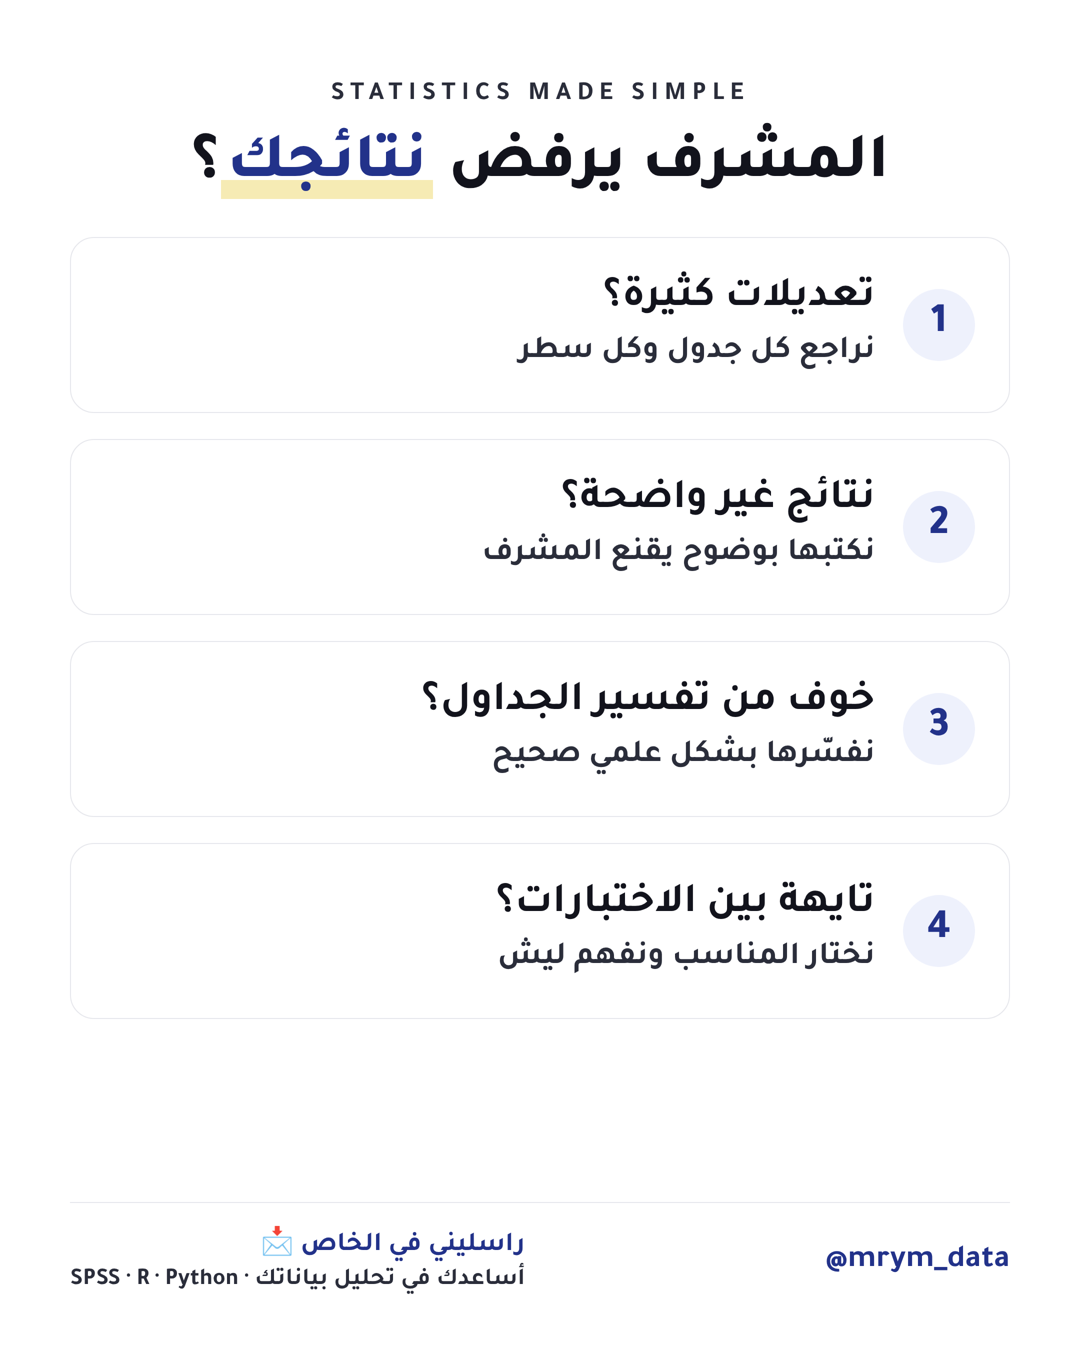 STATISTICS MADE SIMPLE
المشرف يرفض نتائجك؟
1
تعديلات كثيرة؟
نراجع كل جدول وكل سطر
2
نتائج غير واضحة؟
نكتبها بوضوح يقنع المشرف
3
خوف من تفسير الجداول؟
نفسّرها بشكل علمي صحيح
4
تايهة بين الاختبارات؟
نختار المناسب ونفهم ليش
@mrym_data
راسليني في الخاص 📩
أساعدك في تحليل بياناتك · SPSS · R · Python